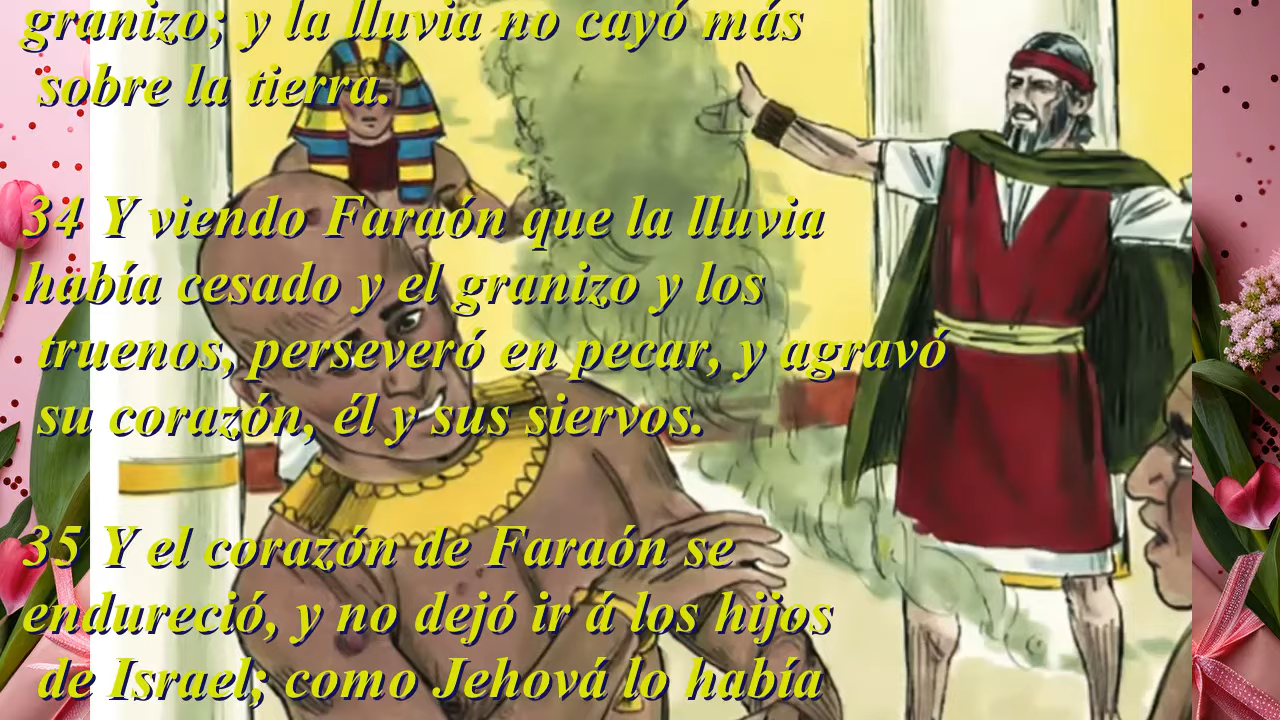 granizo; y la lluvia no cayó más
sobre la tierra.
34 Y viendo Faraón que la lluvia
había cesado y el granizo y los
truenos, perseveró en pecar, y agravó
su corazón, él y sus siervos.
35 Y el corazón de Faraón se
endureció, y no dejó ir á los hijos
de Israel; como Jehová lo había